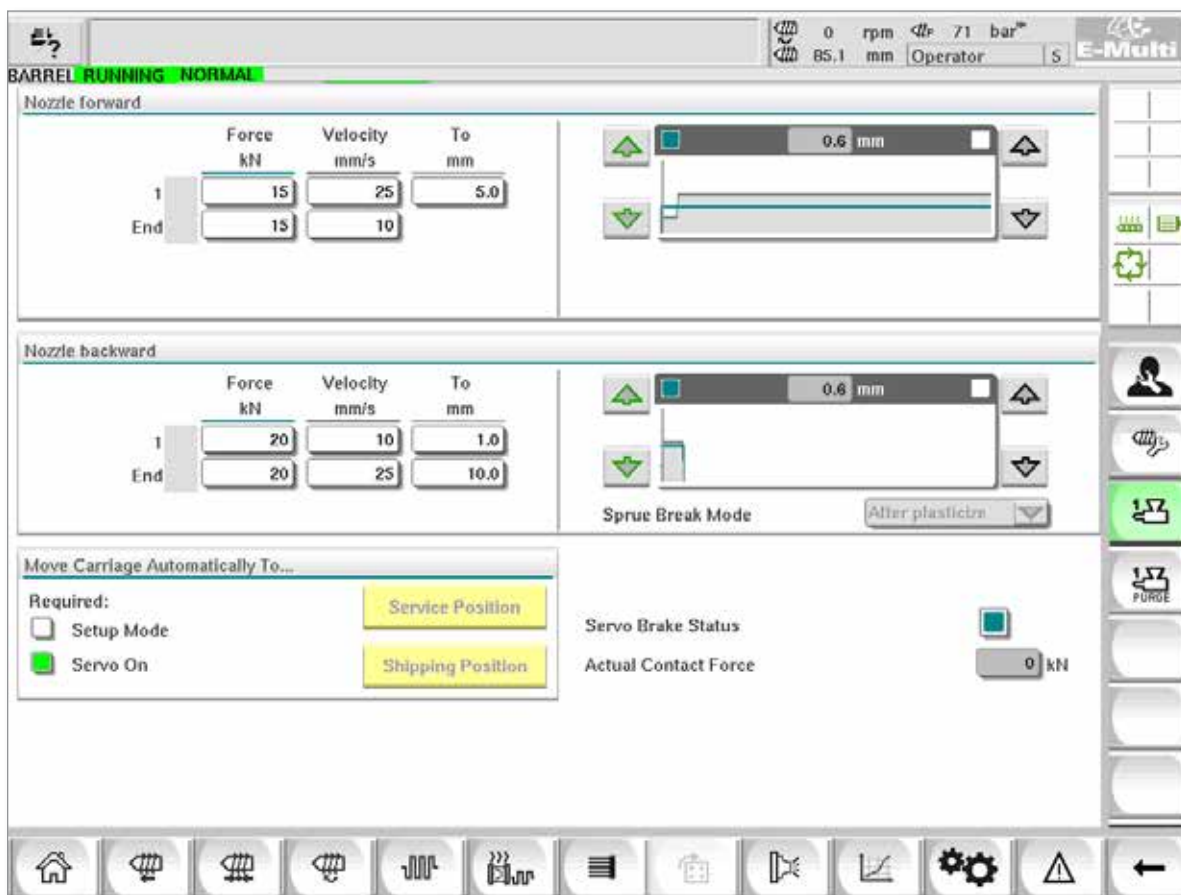 0 rpm 71 bar
85.1 mm Operator S
E-Multi
BARREL RUNNING NORMAL
Nozzle forward
Force Velocity To
kN mm/s mm
1 15 25 5.0
End 15 10
0.6 mm
Nozzle backward
Force Velocity To
kN mm/s mm
1 20 10 1.0
End 20 25 10.0
0.6 mm
Sprue Break Mode After plasticize
Move Carriage Automatically To...
Required:
Setup Mode
Servo On
Service Position
Shipping Position
Servo Brake Status
Actual Contact Force 0 kN
PURGE